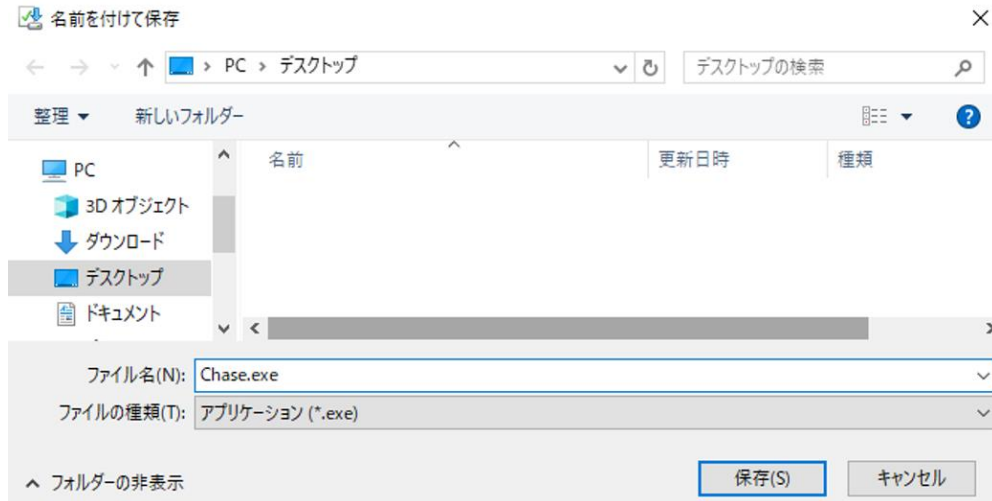 名前を付けて保存
PC › デスクトップ
デスクトップの検索
整理
新しいフォルダー
名前
更新日時
種類
PC
3D オブジェクト
ダウンロード
デスクトップ
ドキュメント
ファイル名(N): Chase.exe
ファイルの種類(T): アプリケーション (*.exe)
フォルダーの非表示
保存(S)
キャンセル